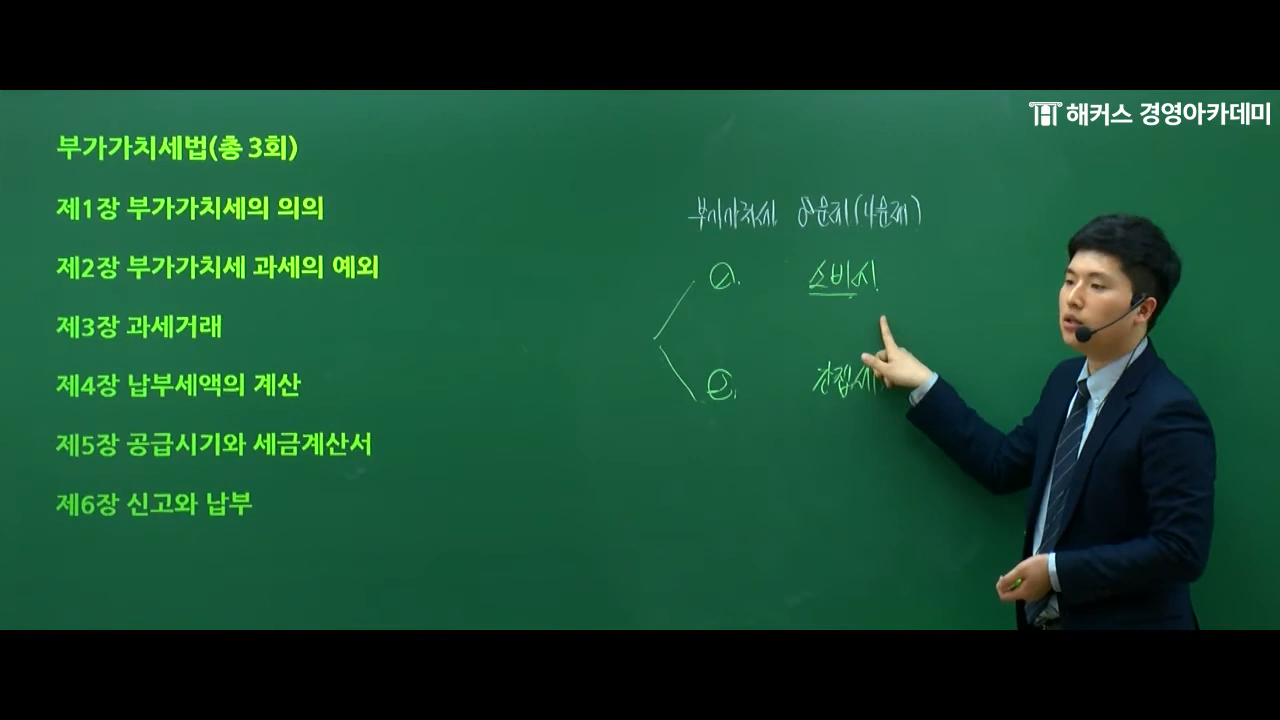 해커스 경영아카데미
부가가치세법(총 3회)
제1장 부가가치세의 의의
제2장 부가가치세 과세의 예외
제3장 과세거래
제4장 납부세액의 계산
제5장 공급시기와 세금계산서
제6장 신고와 납부
부가가치세
①. 소비세
②. 간접세